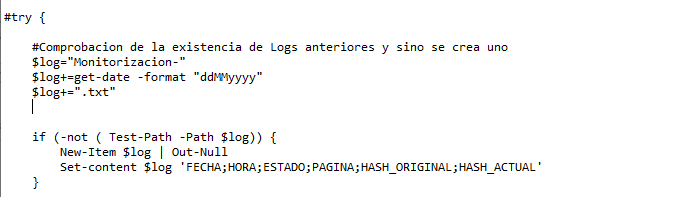 #try {
#Comprobacion de la existencia de Logs anteriores y sino se crea uno
$log="Monitorizacion-"
$log+=get-date -format "ddMMyyyy"
$log+=".txt"
if (-not ( Test-Path -Path $log)) {
New-Item $log | Out-Null
Set-content $log 'FECHA;HORA;ESTADO;PAGINA;HASH_ORIGINAL;HASH_ACTUAL'
}